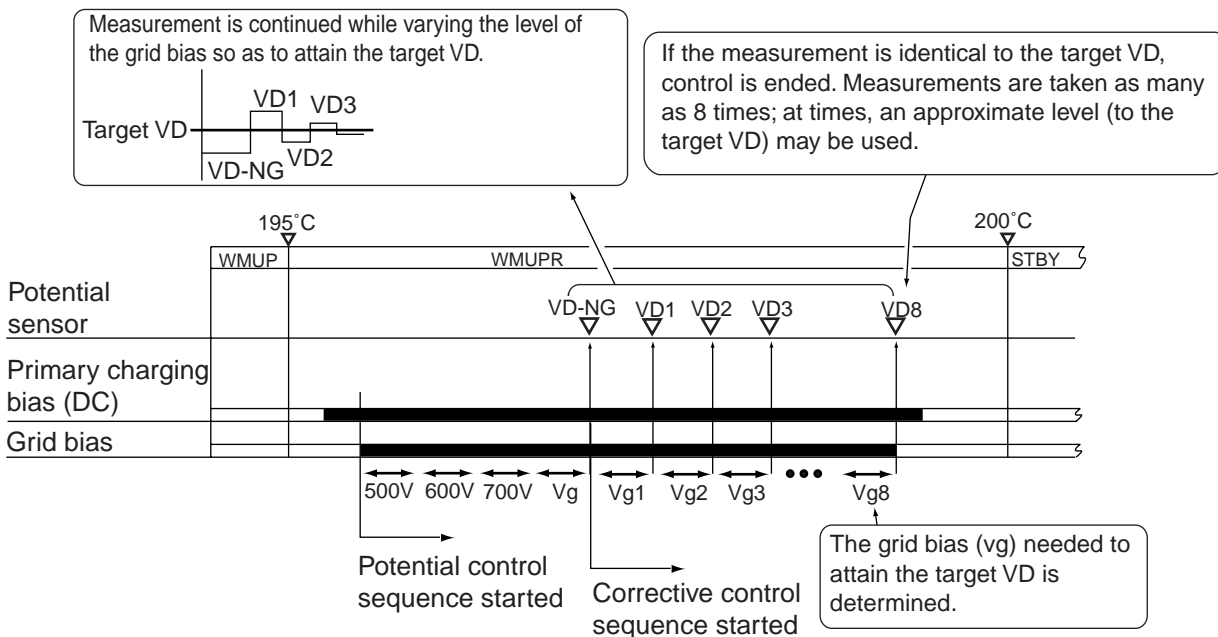 Measurement is continued while varying the level of
the grid bias so as to attain the target VD.
VD1
VD3
Target VD
VD2
VD-NG
If the measurement is identical to the target VD,
control is ended. Measurements are taken as many
as 8 times; at times, an approximate level (to the
target VD) may be used.
195˚C
200˚C
WMUP
WMUPR
STBY
Potential
sensor
VD-NG
VD1
VD2
VD3
VD8
Primary charging
bias (DC)
Grid bias
500V
600V
700V
Vg
Vg1
Vg2
Vg3
Vg8
Potential control
sequence started
Corrective control
sequence started
The grid bias (vg) needed to
attain the target VD is
determined.